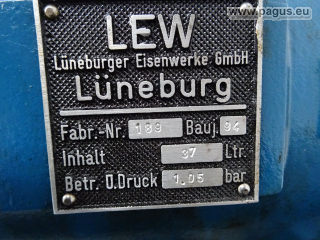 www.pagus.eu
LEW
Lüneburger Eisenwerke GmbH
Lüneburg
Fabr.-Nr. 189 Bauj. 94
Inhalt 37 Ltr.
Betr. Ü.Druck 1,05 bar